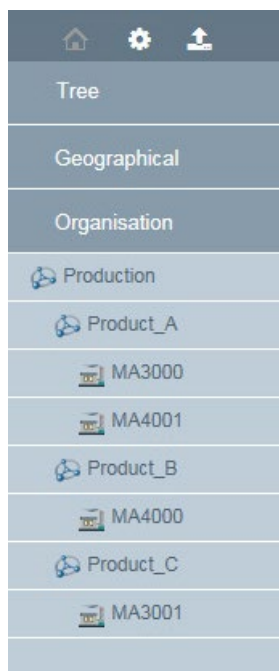 Tree
Geographical
Organisation
Production
Product_A
MA3000
MA4001
Product_B
MA4000
Product_C
MA3001